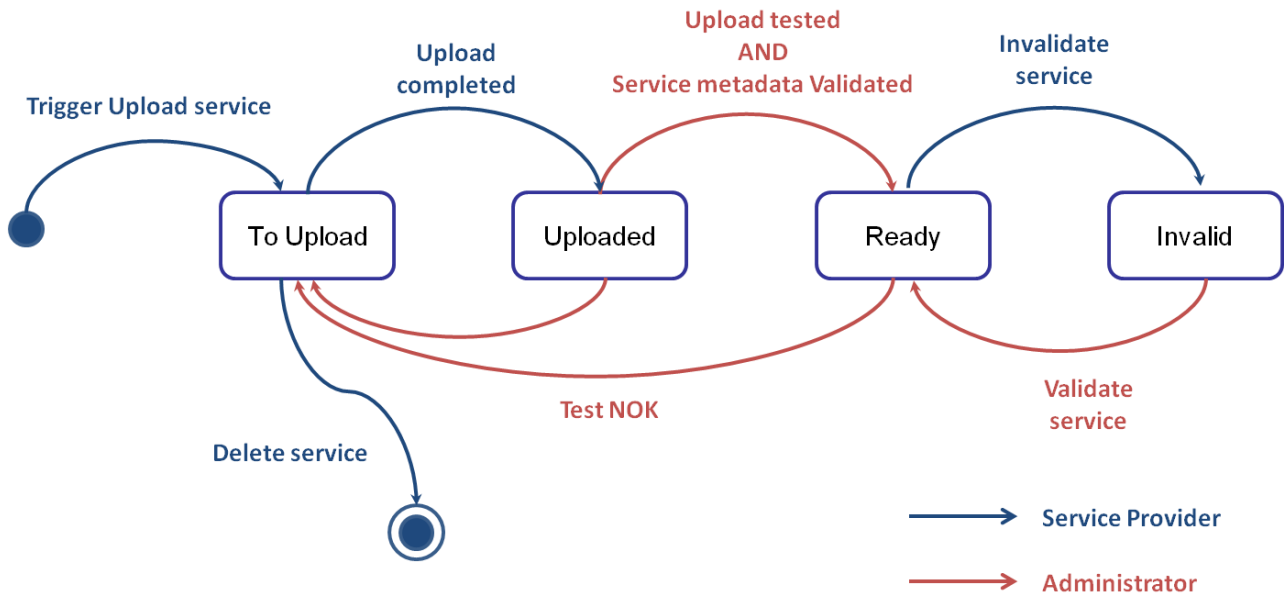 Upload tested
AND
Service metadata Validated
Invalidate
service
Upload
completed
Trigger Upload service
To Upload
Uploaded
Ready
Invalid
Test NOK
Validate
service
Delete service
Service Provider
Administrator